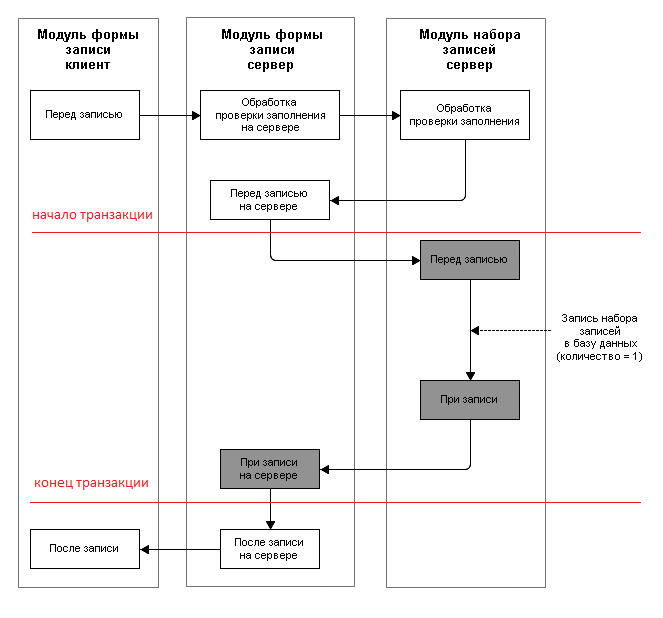 Модуль формы
записи
клиент
Модуль формы
записи
сервер
Модуль набора
записей
сервер
Перед записью
Обработка
проверки заполнения
на сервере
Обработка
проверки заполнения
Перед записью
на сервере
начало транзакции
Перед записью
Запись набора
записей
в базу данных
(количество = 1)
При записи
При записи
на сервере
конец транзакции
После записи
После записи
на сервере